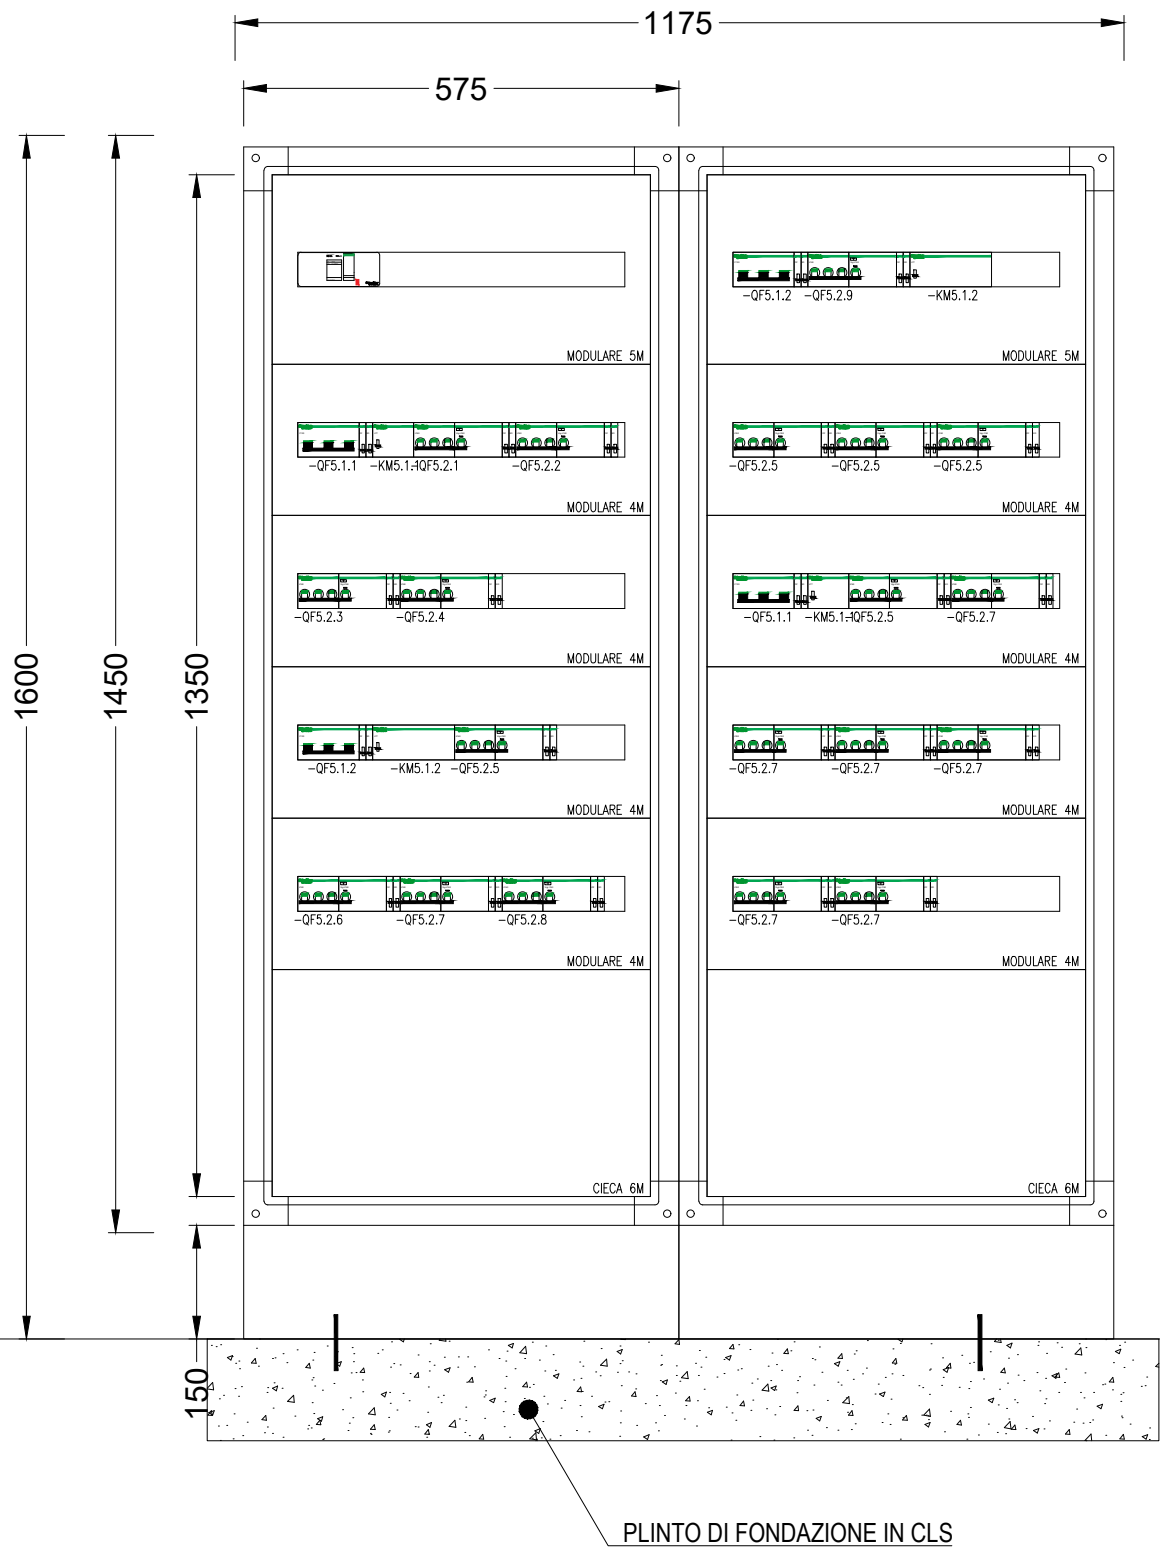 1175
575
1600
1450
1350
150
MODULARE 5M
-QF5.1.1
-KM5.1.1
-QF5.2.1
-QF5.2.2
MODULARE 4M
-QF5.2.3
-QF5.2.4
MODULARE 4M
-QF5.1.2
-KM5.1.2
-QF5.2.5
MODULARE 4M
-QF5.2.6
-QF5.2.7
-QF5.2.8
MODULARE 4M
CIECA 6M
-QF5.1.2
-QF5.2.9
-KM5.1.2
MODULARE 5M
-QF5.2.5
-QF5.2.5
-QF5.2.5
MODULARE 4M
-QF5.1.1
-KM5.1.1
-QF5.2.5
-QF5.2.7
MODULARE 4M
-QF5.2.7
-QF5.2.7
-QF5.2.7
MODULARE 4M
-QF5.2.7
-QF5.2.7
MODULARE 4M
CIECA 6M
PLINTO DI FONDAZIONE IN CLS